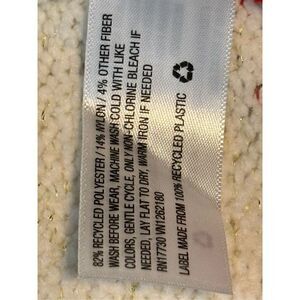 82% RECYCLED POLYESTER / 14% NYLON / 4% OTHER FIBER
WASH BEFORE WEAR, MACHINE WASH COLD WITH LIKE
COLORS, GENTLE CYCLE. ONLY NON-CHLORINE BLEACH IF
NEEDED, LAY FLAT TO DRY, WARM IRON IF NEEDED
RN17730 VN1262180
LABEL MADE FROM 100% RECYCLED PLASTIC